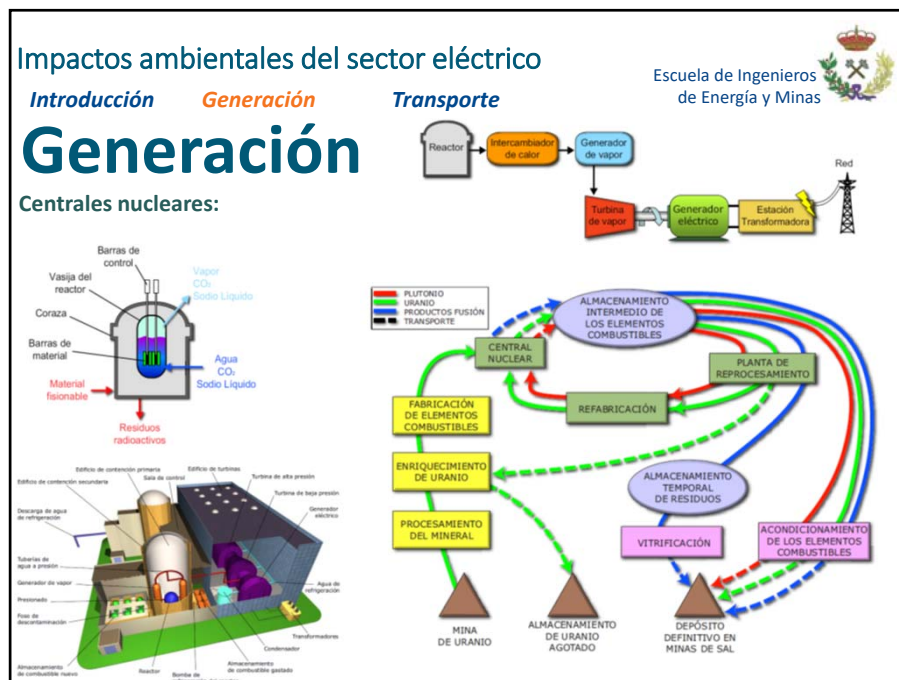 Impactos ambientales del sector eléctrico
Escuela de Ingenieros
de Energía y Minas
Introducción Generación Transporte
Generación
Centrales nucleares:
Reactor
Intercambiador
de calor
Generador
de vapor
Turbina
de vapor
Generador
eléctrico
Estación
Transformadora
Red
Barras de
control
Vasija del
reactor
Coraza
Barras de
material
Material
fisionable
Residuos
radioactivos
Vapor
CO₂
Sodio Líquido
Agua
CO₂
Sodio Líquido
PLUTONIO
URANIO
PRODUCTOS FUSIÓN
TRANSPORTE
ALMACENAMIENTO
INTERMEDIO DE
LOS ELEMENTOS
COMBUSTIBLES
CENTRAL
NUCLEAR
PLANTA DE
REPROCESAMIENTO
REFABRICACIÓN
FABRICACIÓN
DE ELEMENTOS
COMBUSTIBLES
ENRIQUECIMIENTO
DE URANIO
PROCESAMIENTO
DEL MINERAL
ALMACENAMIENTO
TEMPORAL
DE RESIDUOS
VITRIFICACIÓN
ACONDICIONAMIENTO
DE LOS ELEMENTOS
COMBUSTIBLES
MINA
DE URANIO
ALMACENAMIENTO
DE URANIO
AGOTADO
DEPÓSITO
DEFINITIVO EN
MINAS DE SAL
Edificio de contención primaria
Edificio de turbinas
Sala de control
Turbina de alta presión
Edificio de contención secundaria
Turbina de baja presión
Generador
eléctrico
Descarga de agua
de refrigeración
Tuberías de
agua a presión
Generador de vapor
Presionado
Foso de
descontaminación
Agua de
refrigeración
Transformadores
Condensador
Almacenamiento
de combustible gastado
Almacenamiento
de combustible nuevo
Reactor
Bomba de